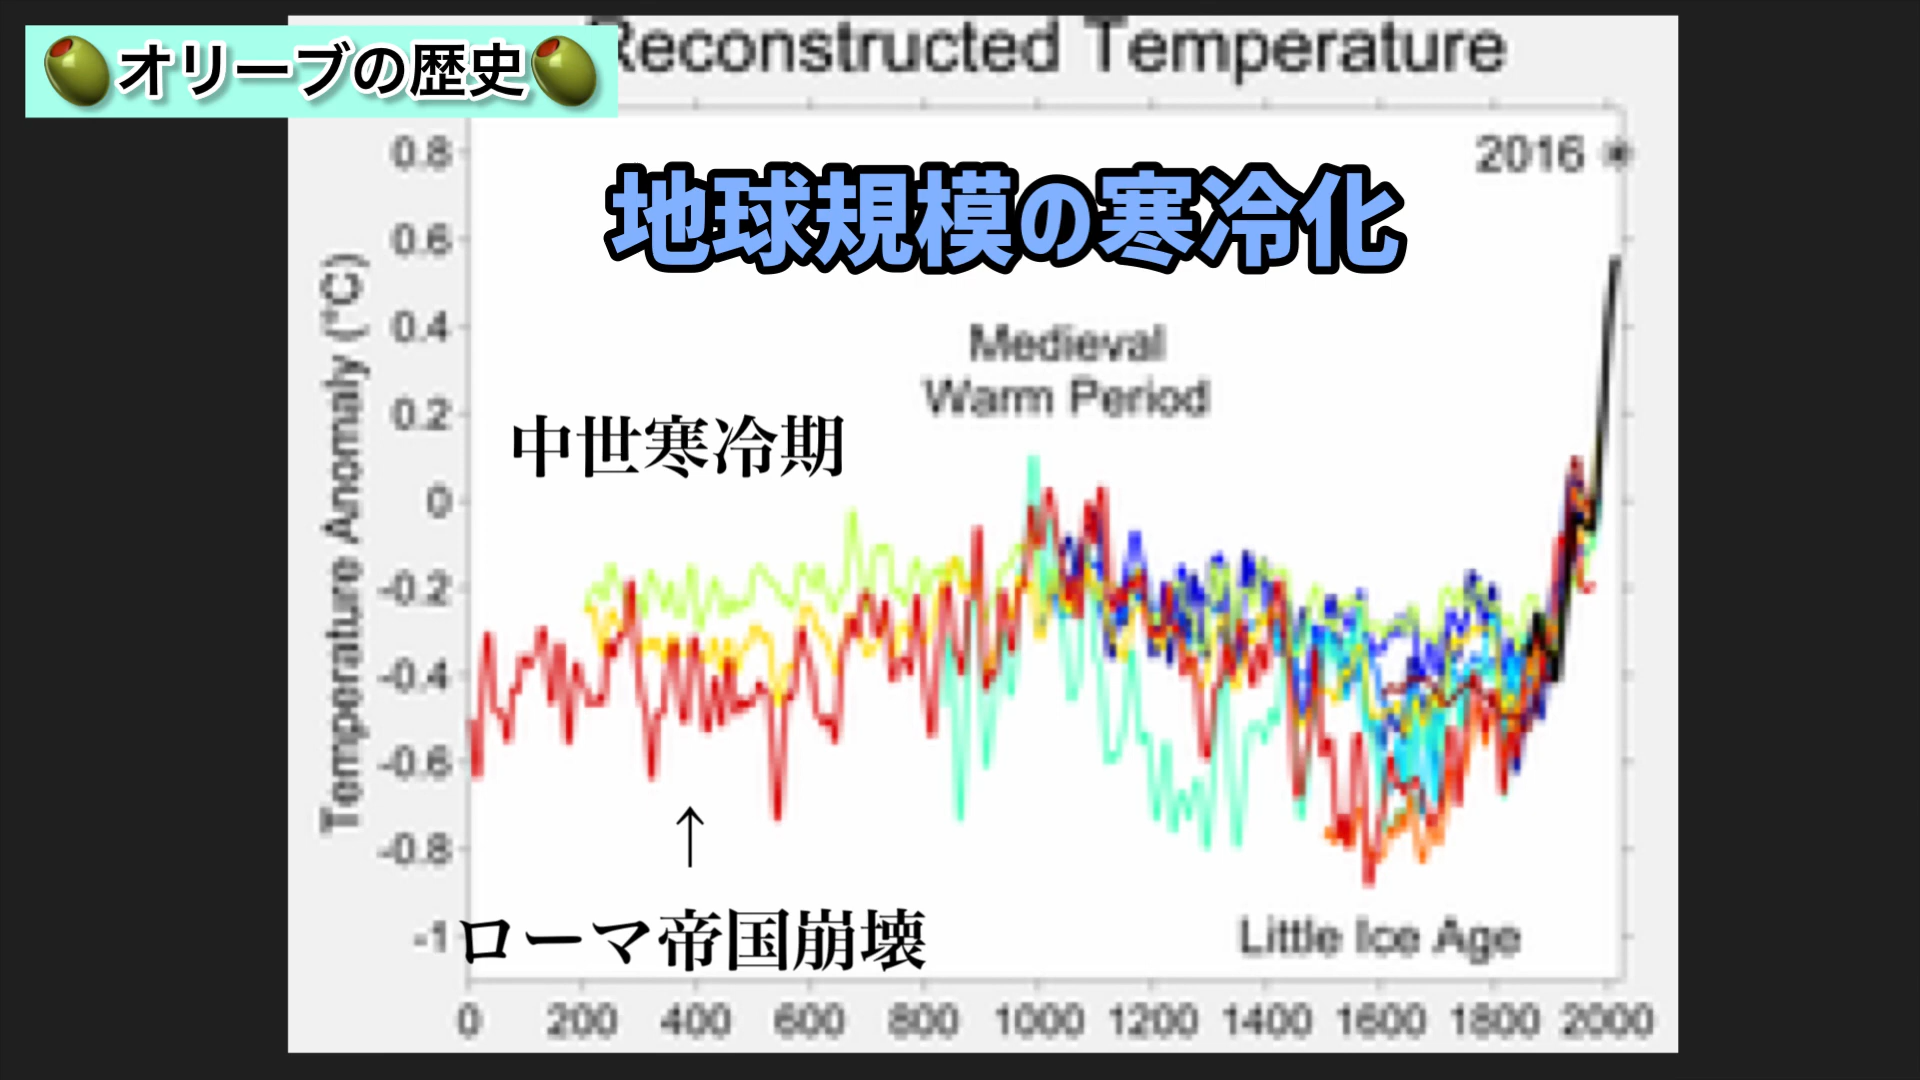 オリーブの歴史
Reconstructed Temperature
2016
地球規模の寒冷化
Medieval
Warm Period
中世寒冷期
Temperature Anomaly (°C)
0.8
0.6
0.4
0.2
0
-0.2
-0.4
-0.6
-0.8
-1
↑
ローマ帝国崩壊
Little Ice Age
0 200 400 600 800 1000 1200 1400 1600 1800 2000